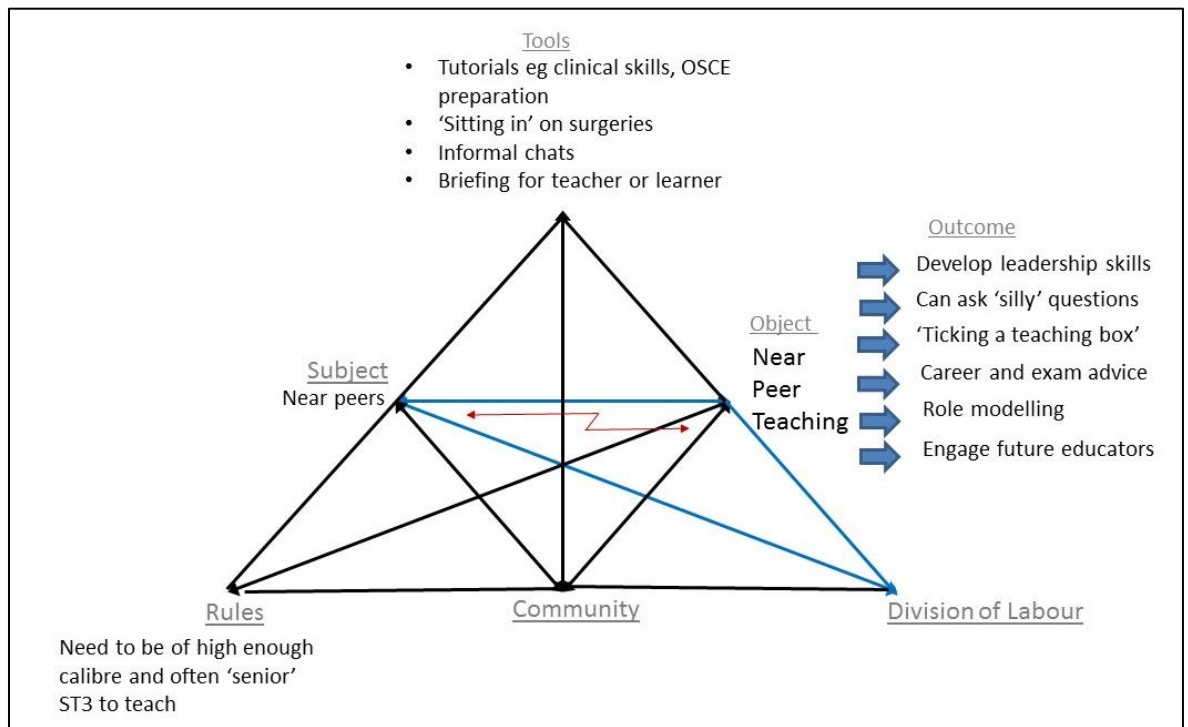 Tools
• Tutorials eg clinical skills, OSCE
preparation
• ‘Sitting in’ on surgeries
• Informal chats
• Briefing for teacher or learner
Outcome
Develop leadership skills
Can ask ‘silly’ questions
‘Ticking a teaching box’
Career and exam advice
Role modelling
Engage future educators
Object
Near
Peer
Teaching
Subject
Near peers
Rules
Need to be of high enough
calibre and often ‘senior’
ST3 to teach
Community
Division of Labour